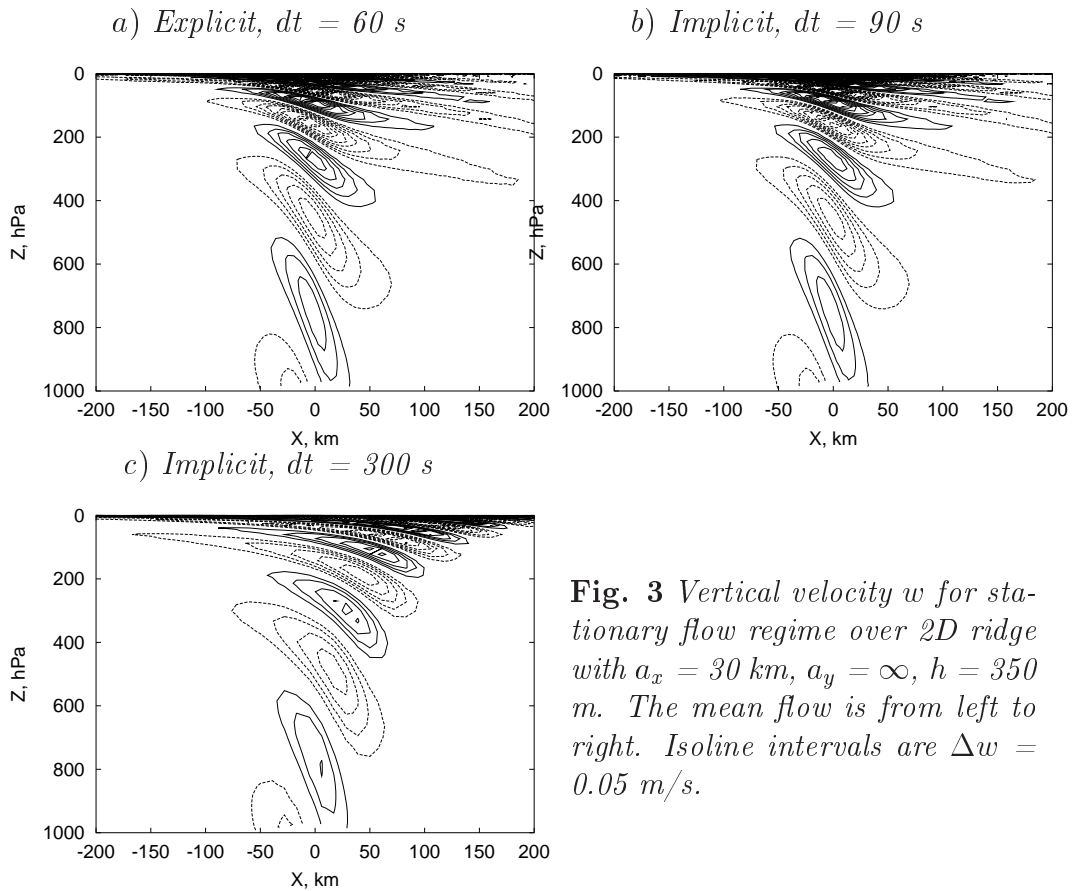 a) Explicit, dt = 60 s
0
200
400
600
800
1000
-200 -150 -100 -50 0 50 100 150 200
Z, hPa
X, km
b) Implicit, dt = 90 s
0
200
400
600
800
1000
-200 -150 -100 -50 0 50 100 150 200
Z, hPa
X, km
c) Implicit, dt = 300 s
0
200
400
600
800
1000
-200 -150 -100 -50 0 50 100 150 200
Z, hPa
X, km
Fig. 3 Vertical velocity w for sta-
tionary flow regime over 2D ridge
with aₓ = 30 km, a_y = ∞, h = 350
m. The mean flow is from left to
right. Isoline intervals are Δw =
0.05 m/s.